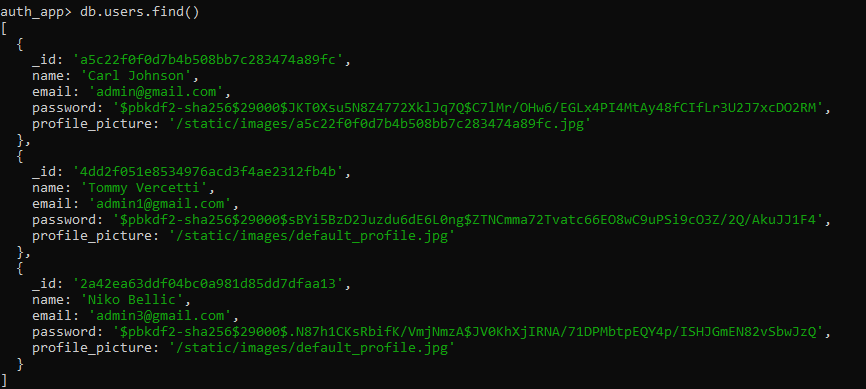 auth_app> db.users.find()
[
  {
    _id: 'a5c22f0f0d7b4b508bb7c283474a89fc',
    name: 'Carl Johnson',
    email: 'admin@gmail.com',
    password: '$pbkdf2-sha256$29000$JKT0Xsu5N8Z4772XklJq7Q$C7lMr/OHw6/EGLx4PI4MtAy48fCIfLr3U2J7xcDO2RM',
    profile_picture: '/static/images/a5c22f0f0d7b4b508bb7c283474a89fc.jpg'
  },
  {
    _id: '4dd2f051e8534976acd3f4ae2312fb4b',
    name: 'Tommy Vercetti',
    email: 'admin1@gmail.com',
    password: '$pbkdf2-sha256$29000$sBYi5BzD2Juzdu6dE6L0ng$ZTNCmma72Tvatc66EO8wC9uPSi9cO3Z/2Q/AkuJJ1F4',
    profile_picture: '/static/images/default_profile.jpg'
  },
  {
    _id: '2a42ea63ddf04bc0a981d85dd7dfaa13',
    name: 'Niko Bellic',
    email: 'admin3@gmail.com',
    password: '$pbkdf2-sha256$29000$.N87h1CKsRbifK/VmjNmzA$JV0KhXjIRNA/71DPMbtpEQY4p/ISHJGmEN82vSbwJzQ',
    profile_picture: '/static/images/default_profile.jpg'
  }
]